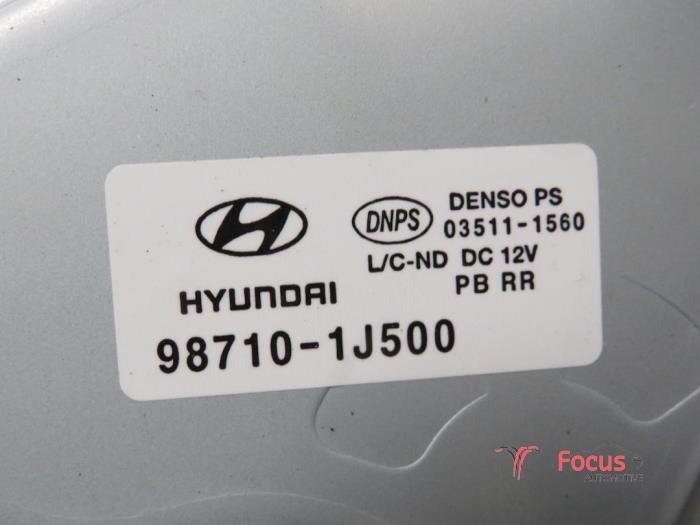 HYUNDAI
DNPS
DENSO PS
03511-1560
L/C-ND DC 12V
PB RR
98710-1J500
Focus
AUTOMOTIVE